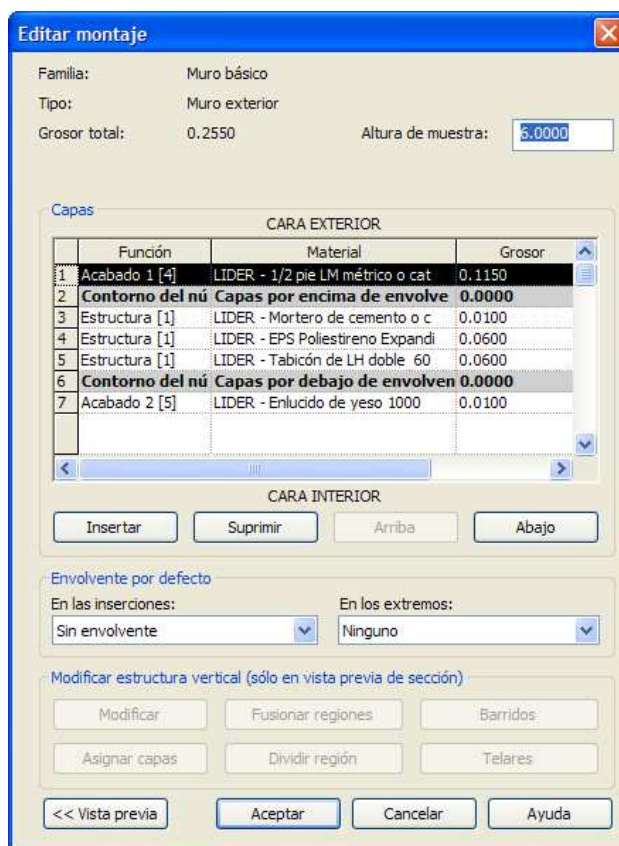 Editar montaje
Familia: Muro básico
Tipo: Muro exterior
Grosor total: 0.2550 Altura de muestra: 6.0000
Capas
CARA EXTERIOR
Función Material Grosor
1 Acabado 1 [4] LIDER - 1/2 pie LM métrico o cat 0.1150
2 Contorno del nú Capas por encima de envolve 0.0000
3 Estructura [1] LIDER - Mortero de cemento o c 0.0100
4 Estructura [1] LIDER - EPS Poliestireno Expandi 0.0600
5 Estructura [1] LIDER - Tabicón de LH doble 60 0.0600
6 Contorno del nú Capas por debajo de envolven 0.0000
7 Acabado 2 [5] LIDER - Enlucido de yeso 1000 0.0100
CARA INTERIOR
Insertar Suprimir Arriba Abajo
Envolvente por defecto
En las inserciones: En los extremos:
Sin envolvente Ninguno
Modificar estructura vertical (sólo en vista previa de sección)
Modificar Fusionar regiones Barridos
Asignar capas Dividir región Telares
<< Vista previa Aceptar Cancelar Ayuda